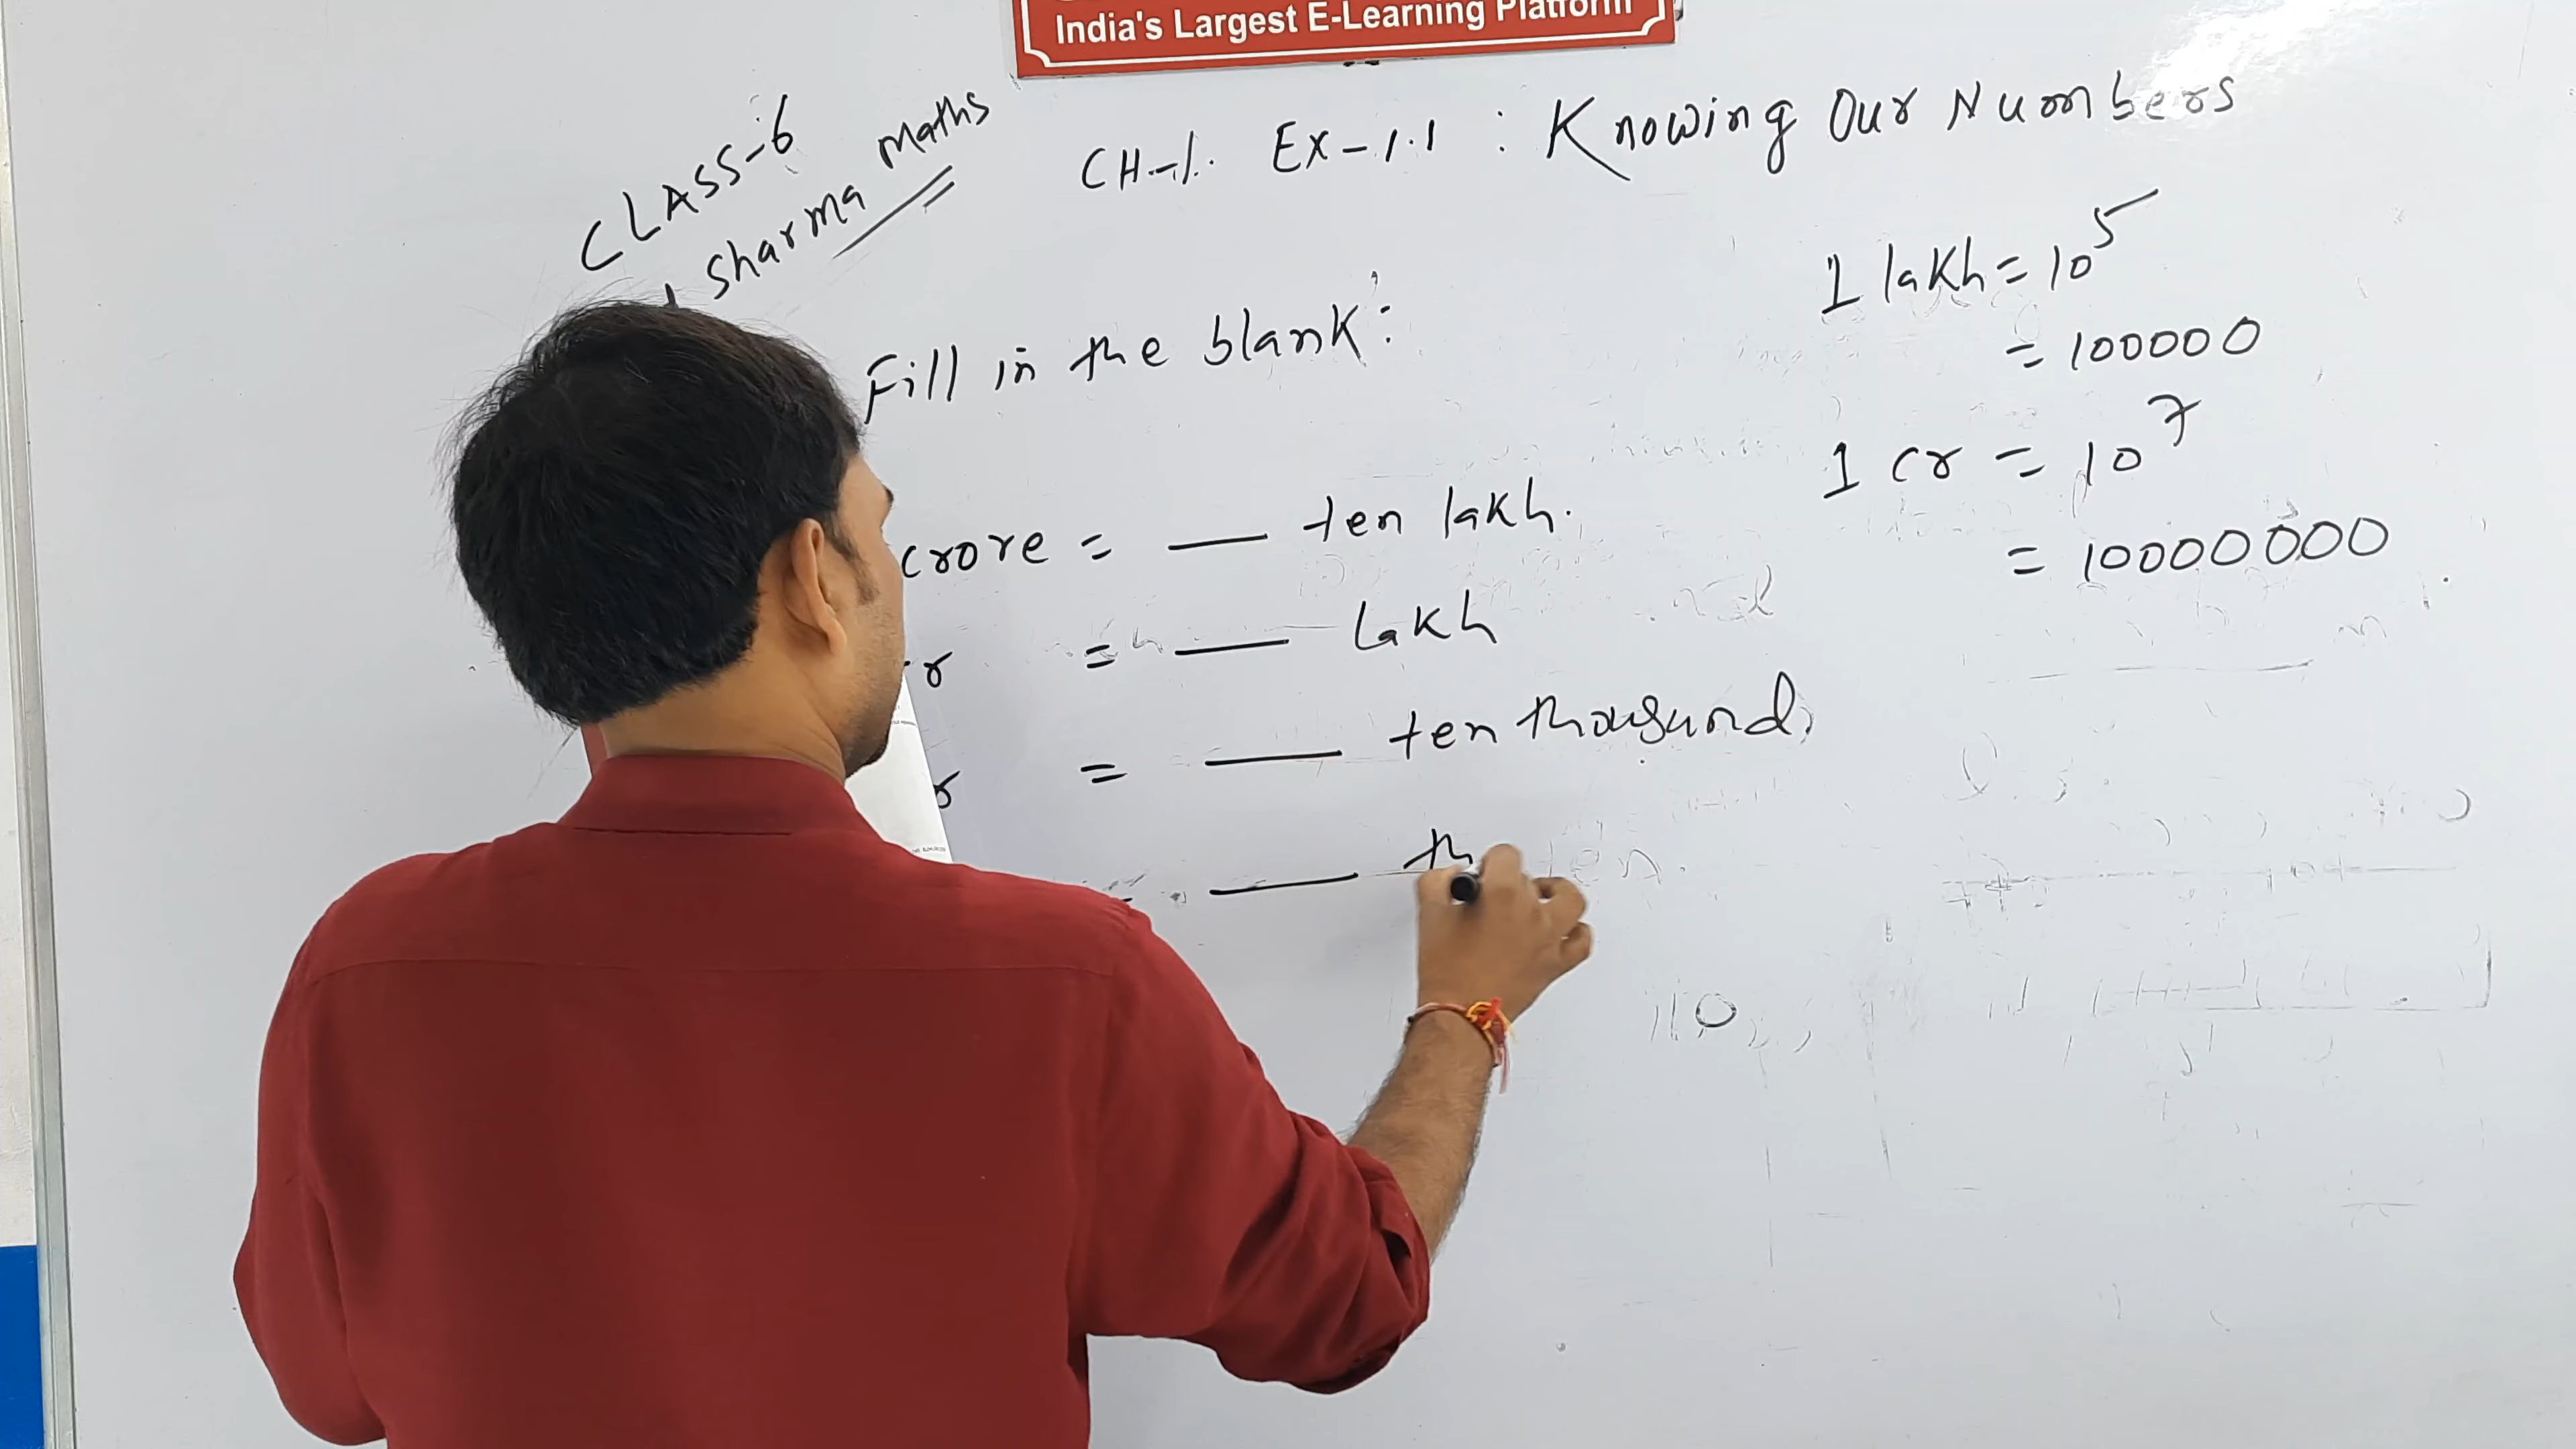 India's Largest E-Learning Platform
CLASS-6
Sharma Maths
CH-1. Ex-1.1 : Knowing Our Numbers
Fill in the blank:
crore = ___ ten lakh.
r = ___ lakh
r = ___ ten thousand,
___ th
1 lakh = 10⁵
= 100000
1 cr = 10⁷
= 10000000